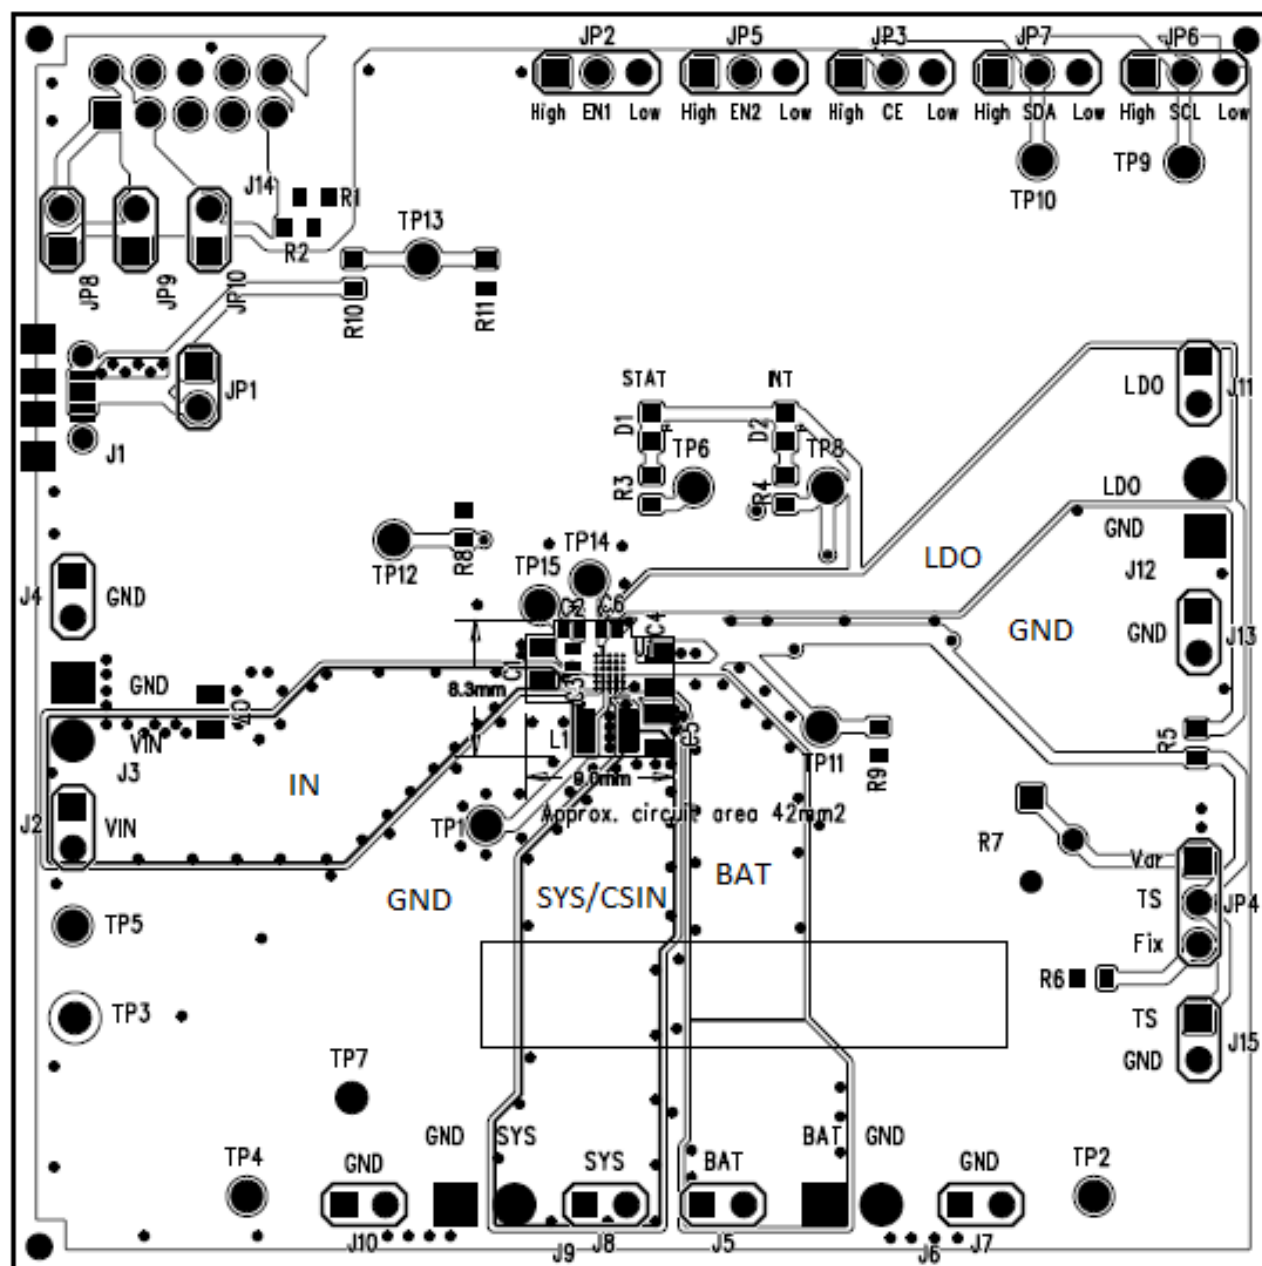 JP2 JP5 JP3 JP7 JP6
High EN1 Low High EN2 Low High CE Low High SDA Low High SCL Low
TP10 TP9
J14 R1
R2 TP13
JP8 JP9 JP10 R10 R11
JP1
J1
STAT INT
D1 D2
TP6 TP8
R3 R4
LDO J11
LDO
GND
J12
LDO
GND
GND J13
TP12 R8
TP15 TP14
J4 GND
C2 C6
C4
C1 U1
C3
8.3mm
GND
VIN
J3
L1 C5
9.0mm
Approx. circuit area 42mm2
IN
J2 VIN
TP1
TP11 R9
R5
R7
Var
TS JP4
Fix
R6
GND SYS/CSIN BAT
TP5
TP3
TS
GND J15
TP7
GND SYS BAT GND
TP4 GND SYS BAT GND TP2
J10 J9 J8 J5 J6 J7